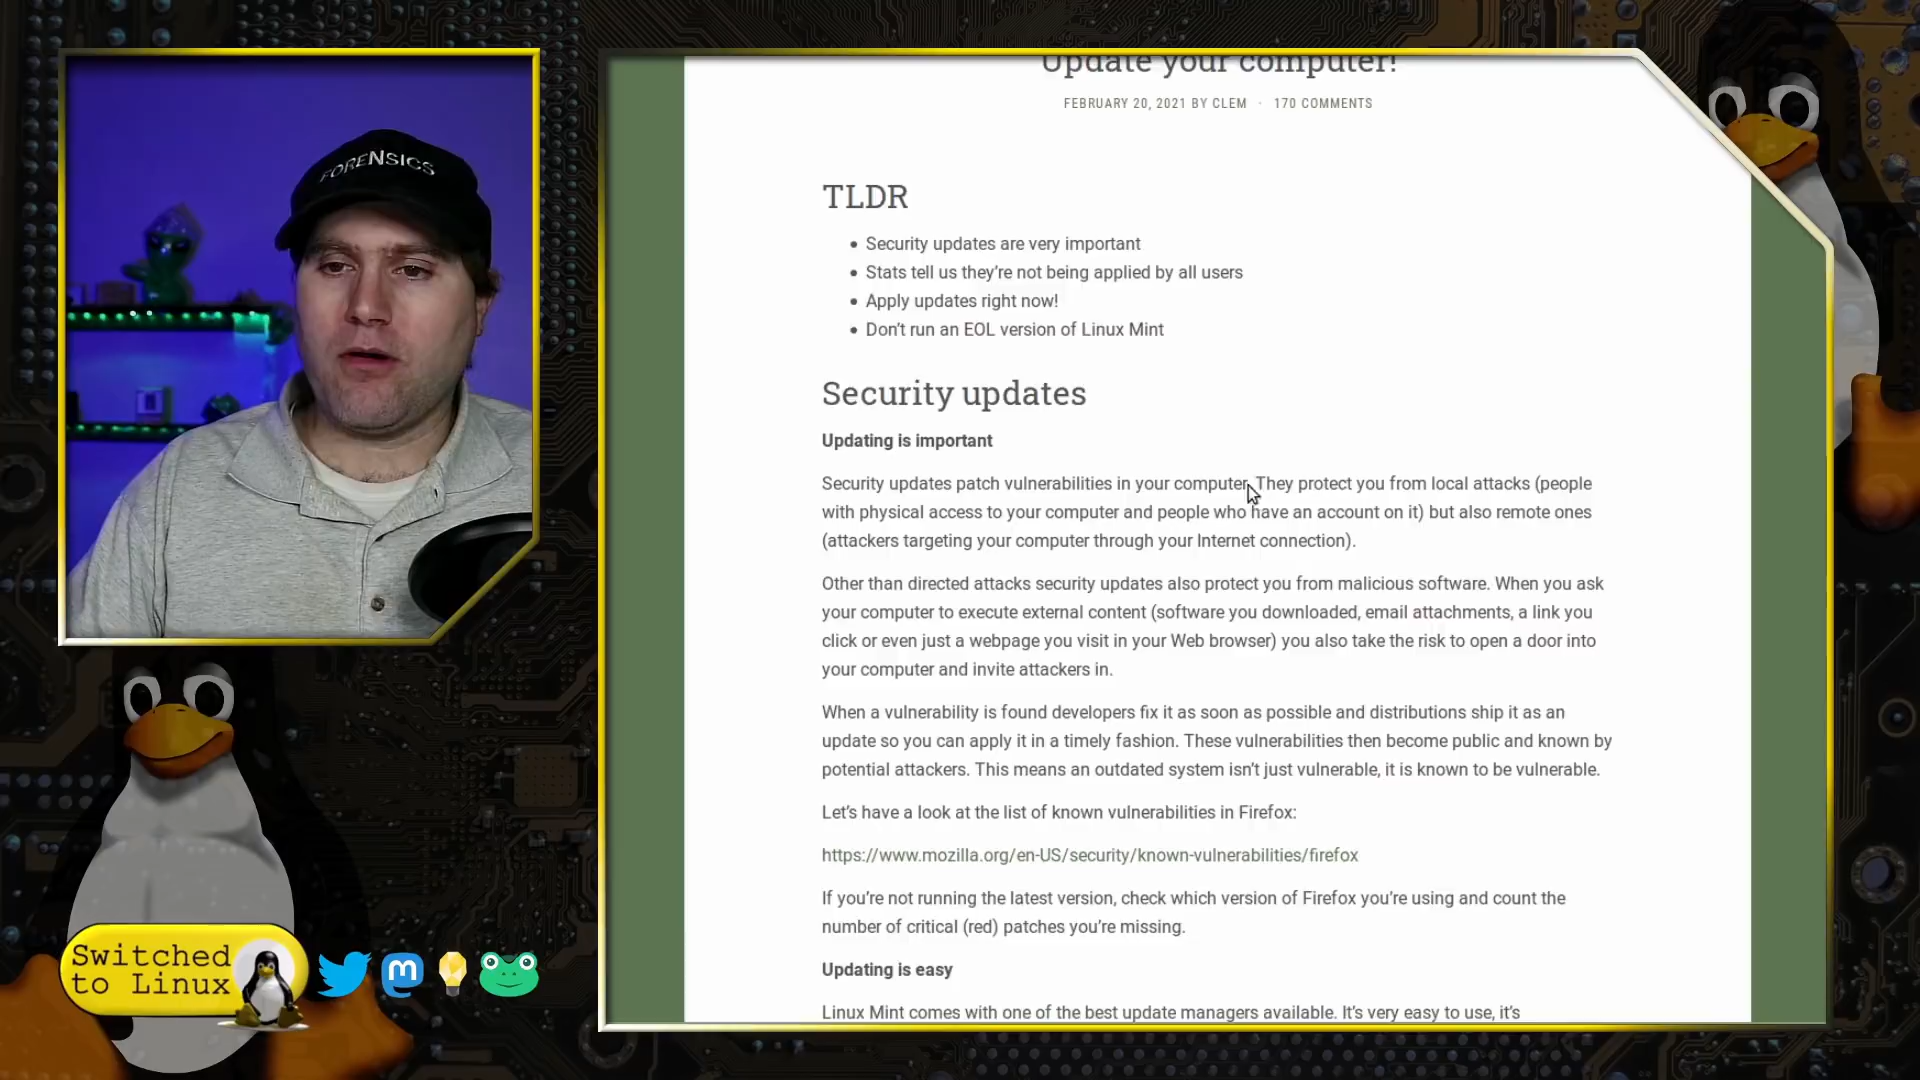 FORENSICS
Update your computer!
FEBRUARY 20, 2021 BY CLEM · 170 COMMENTS
TLDR
• Security updates are very important
• Stats tell us they’re not being applied by all users
• Apply updates right now!
• Don’t run an EOL version of Linux Mint
Security updates
Updating is important
Security updates patch vulnerabilities in your computer. They protect you from local attacks (people
with physical access to your computer and people who have an account on it) but also remote ones
(attackers targeting your computer through your Internet connection).
Other than directed attacks security updates also protect you from malicious software. When you ask
your computer to execute external content (software you downloaded, email attachments, a link you
click or even just a webpage you visit in your Web browser) you also take the risk to open a door into
your computer and invite attackers in.
When a vulnerability is found developers fix it as soon as possible and distributions ship it as an
update so you can apply it in a timely fashion. These vulnerabilities then become public and known by
potential attackers. This means an outdated system isn’t just vulnerable, it is known to be vulnerable.
Let’s have a look at the list of known vulnerabilities in Firefox:
https://www.mozilla.org/en-US/security/known-vulnerabilities/firefox
If you’re not running the latest version, check which version of Firefox you’re using and count the
number of critical (red) patches you’re missing.
Updating is easy
Linux Mint comes with one of the best update managers available. It’s very easy to use, it’s
Switched
to Linux